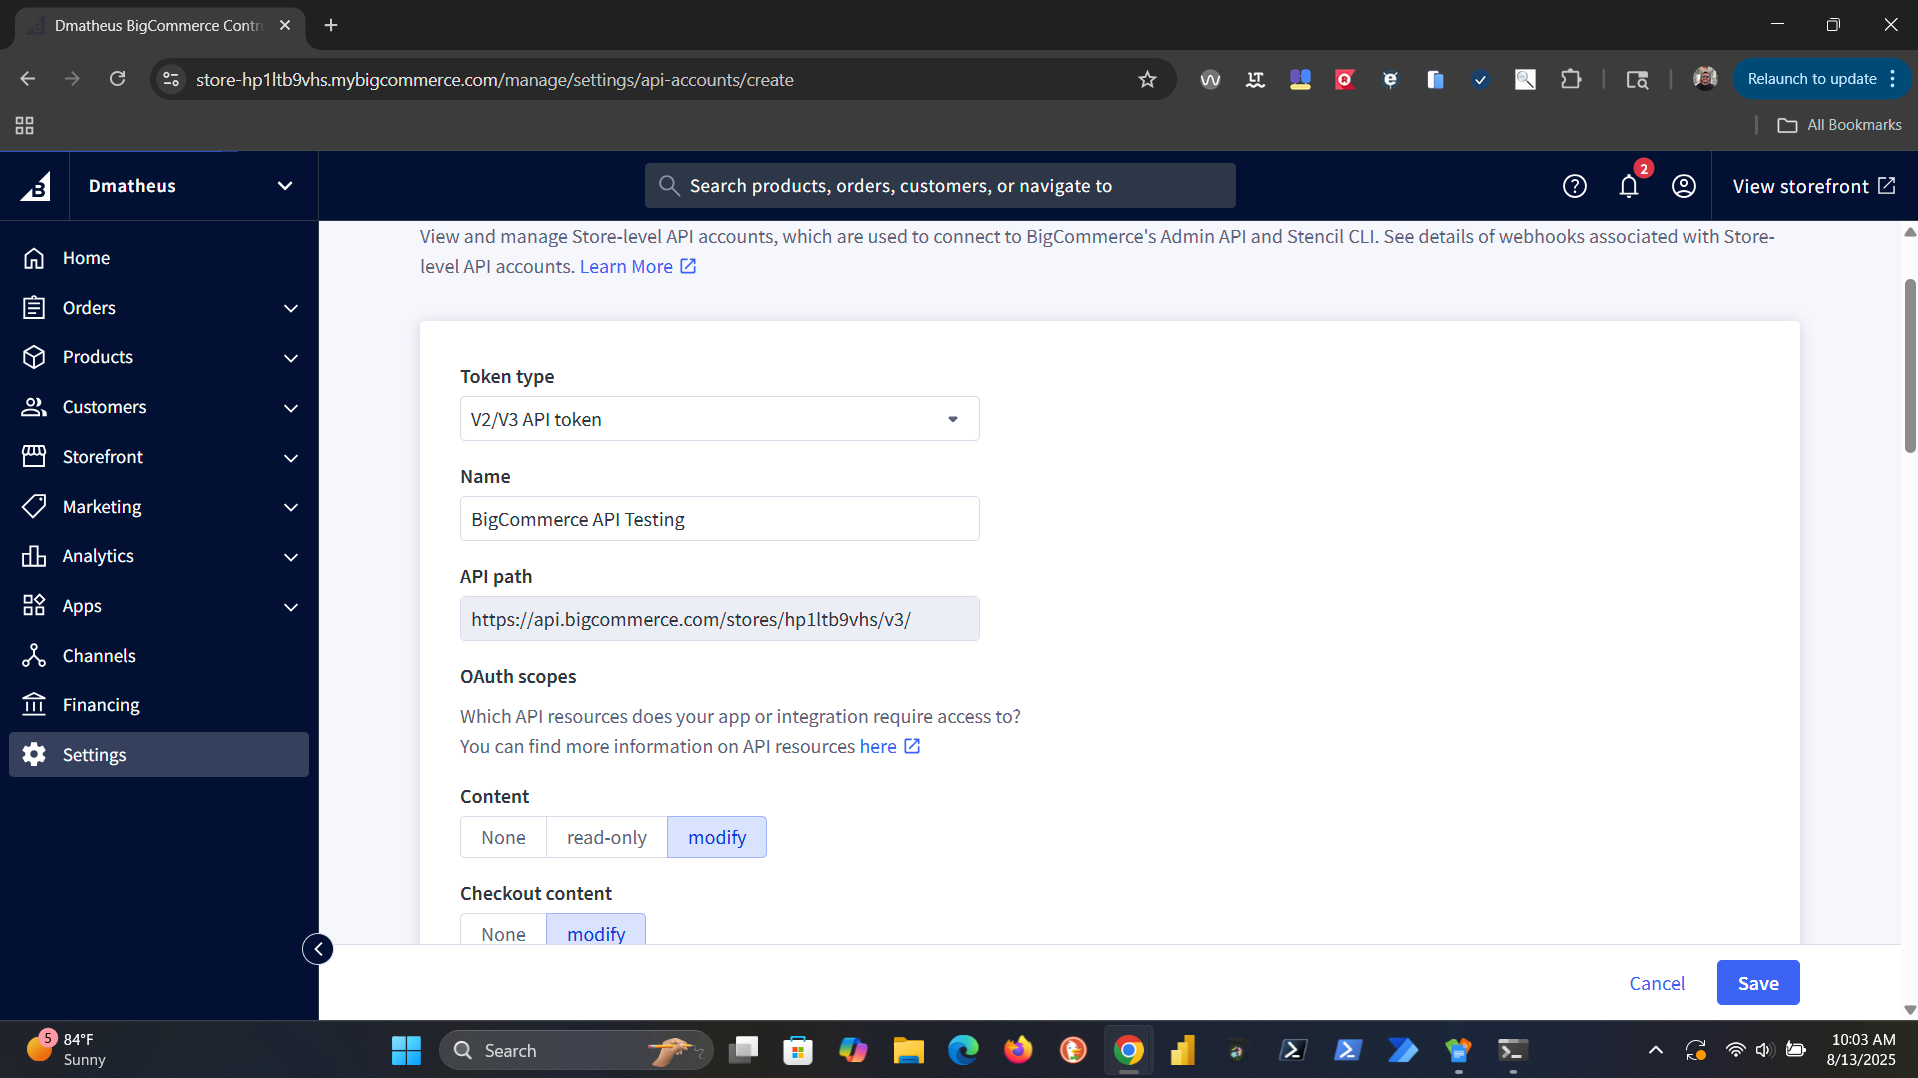 Dmatheus BigCommerce Contr
store-hp1ltb9vhs.mybigcommerce.com/manage/settings/api-accounts/create
Relaunch to update
All Bookmarks
Dmatheus
Search products, orders, customers, or navigate to
2
View storefront
Home
Orders
Products
Customers
Storefront
Marketing
Analytics
Apps
Channels
Financing
Settings
View and manage Store-level API accounts, which are used to connect to BigCommerce's Admin API and Stencil CLI. See details of webhooks associated with Store-
level API accounts. Learn More
Token type
V2/V3 API token
Name
BigCommerce API Testing
API path
https://api.bigcommerce.com/stores/hp1ltb9vhs/v3/
OAuth scopes
Which API resources does your app or integration require access to?
You can find more information on API resources here
Content
None read-only modify
Checkout content
None modify
Cancel Save
5
84°F
Sunny
Search
10:03 AM
8/13/2025